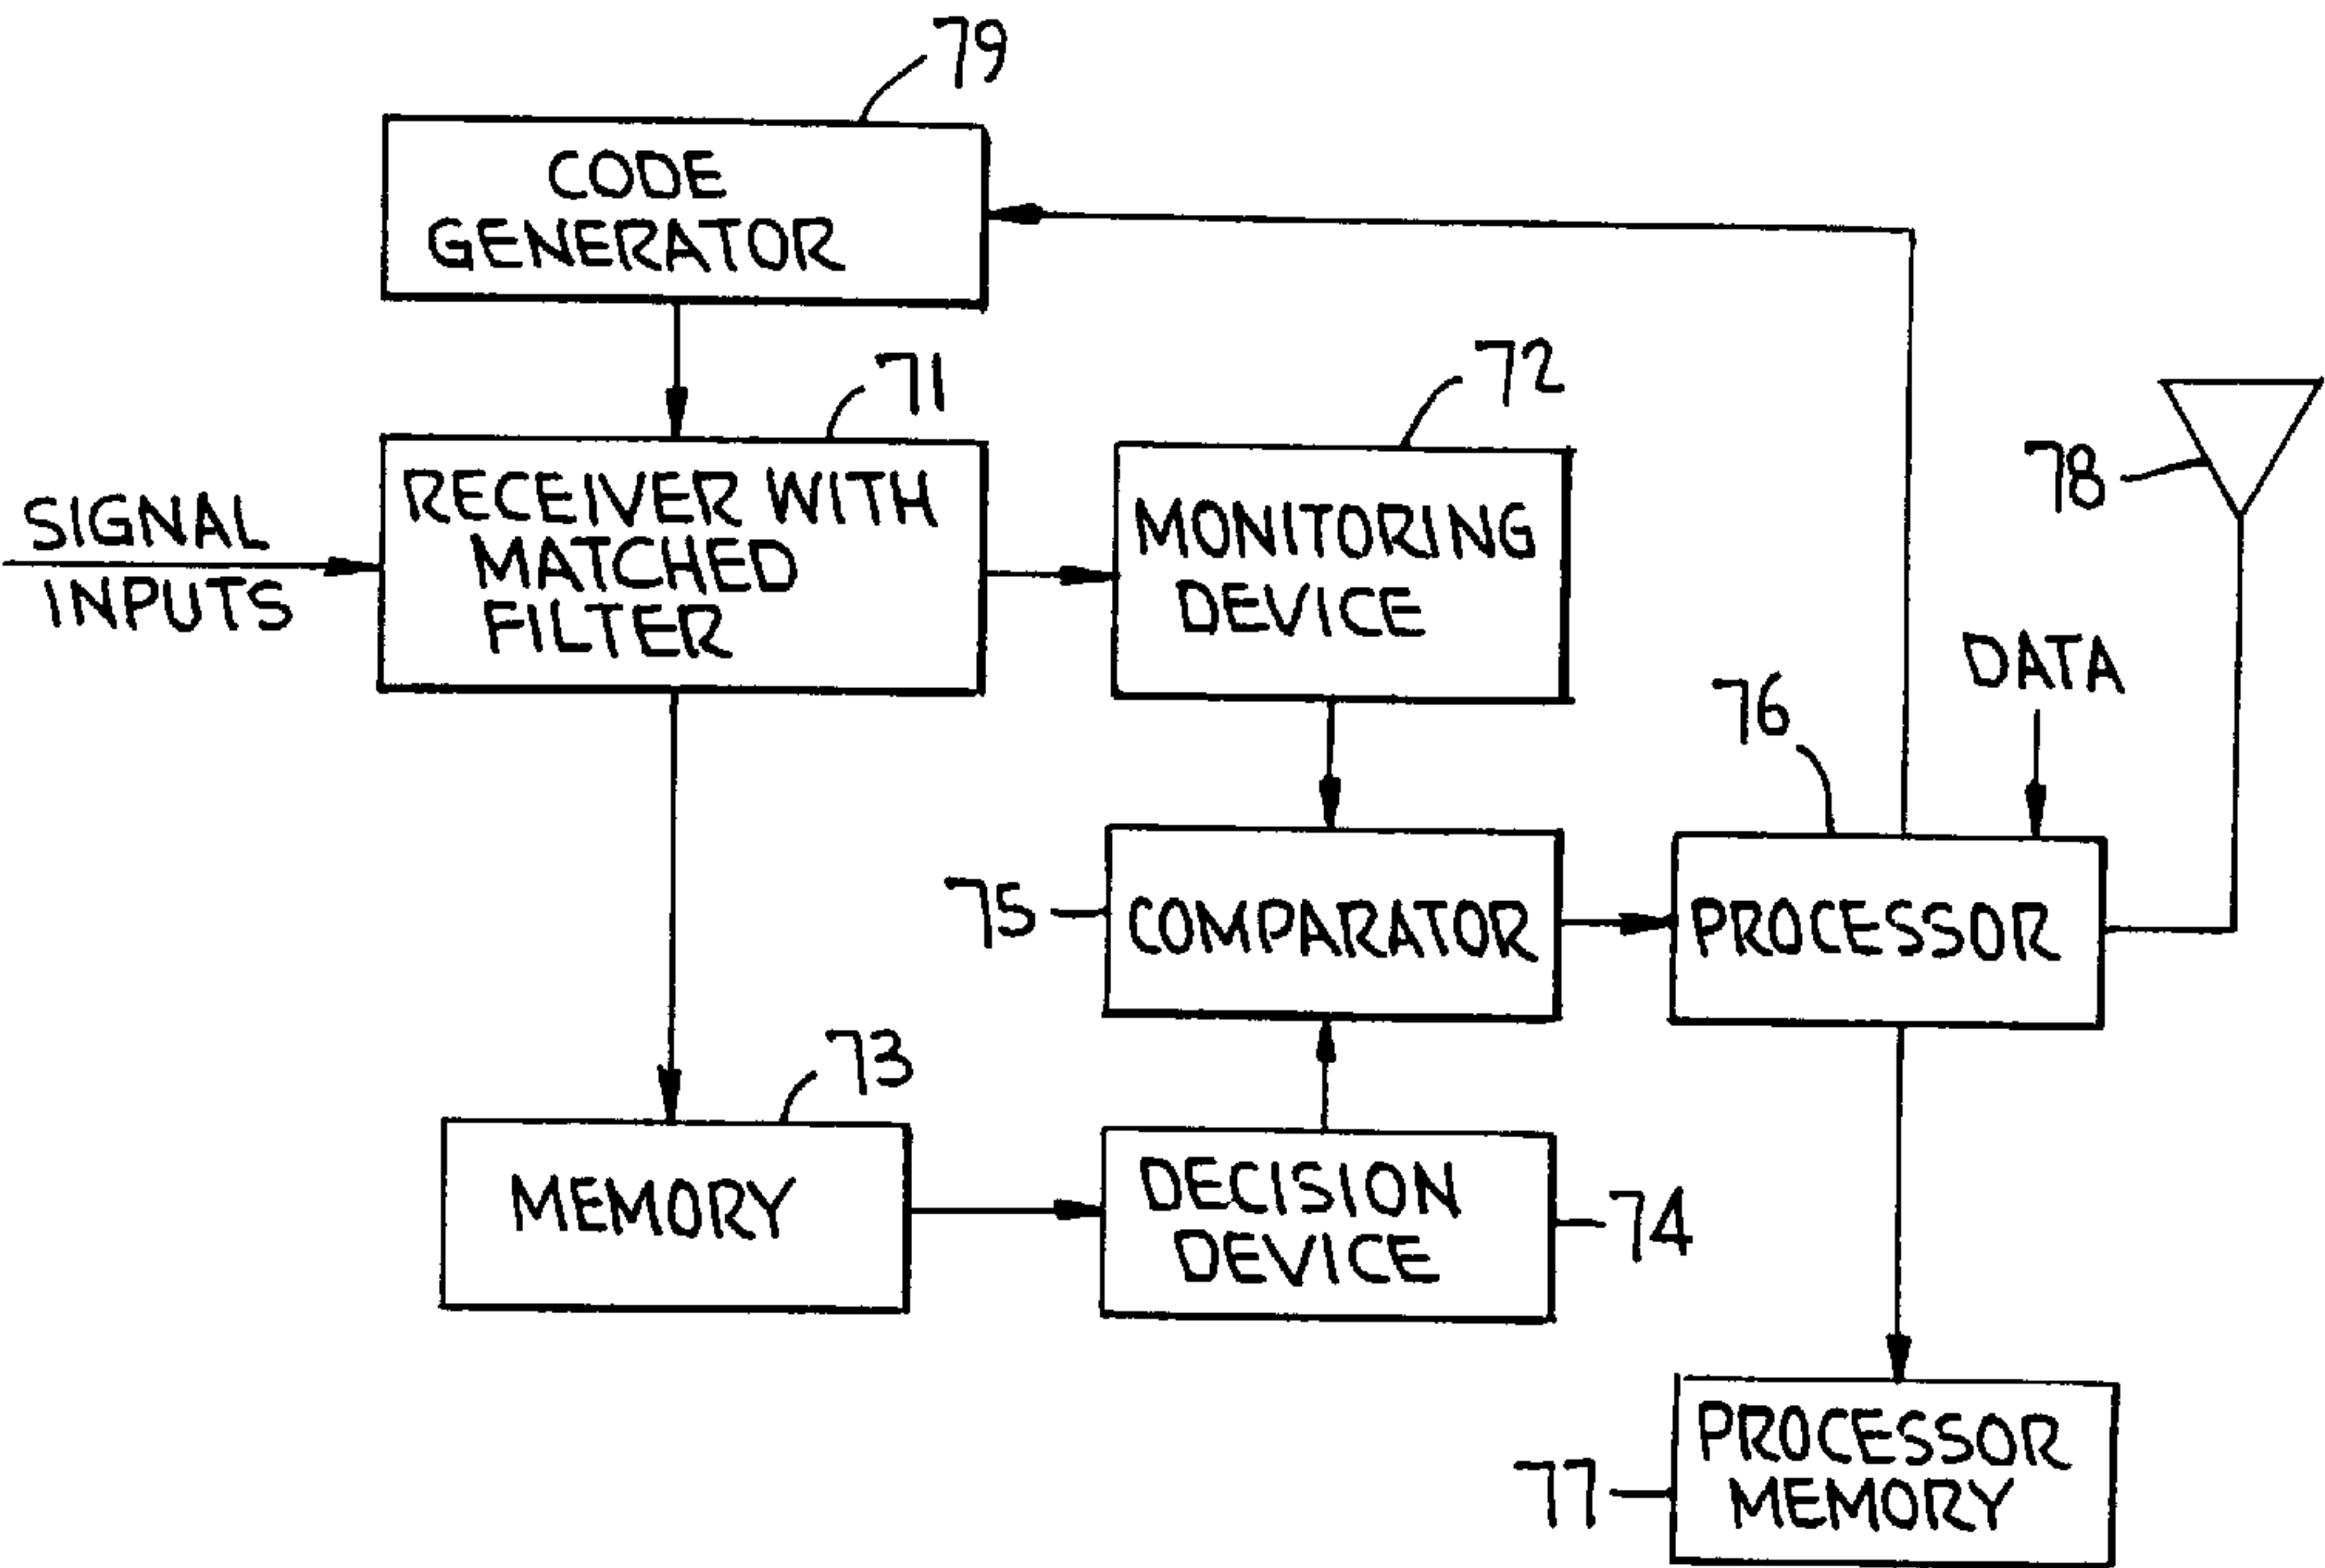 79
CODE
GENERATOR
71
72
SIGNAL
INPUTS
RECEIVER WITH
MATCHED
FILTER
MONITORING
DEVICE
78
DATA
76
75
COMPARATOR
PROCESSOR
73
MEMORY
DECISION
DEVICE
74
PROCESSOR
MEMORY
77